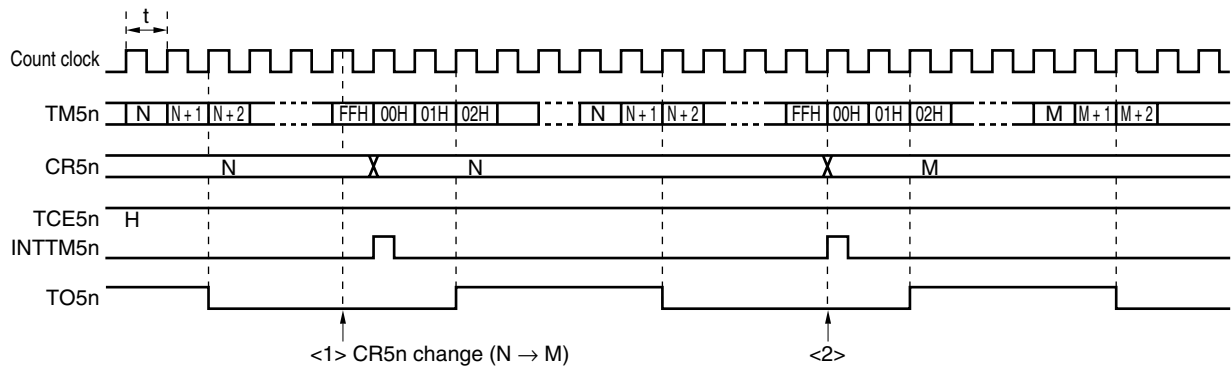 t
Count clock
TM5n N N + 1 N + 2 FFH 00H 01H 02H N N + 1 N + 2 FFH 00H 01H 02H M M + 1 M + 2
CR5n N N M
TCE5n H
INTTM5n
TO5n
<1> CR5n change (N → M) <2>